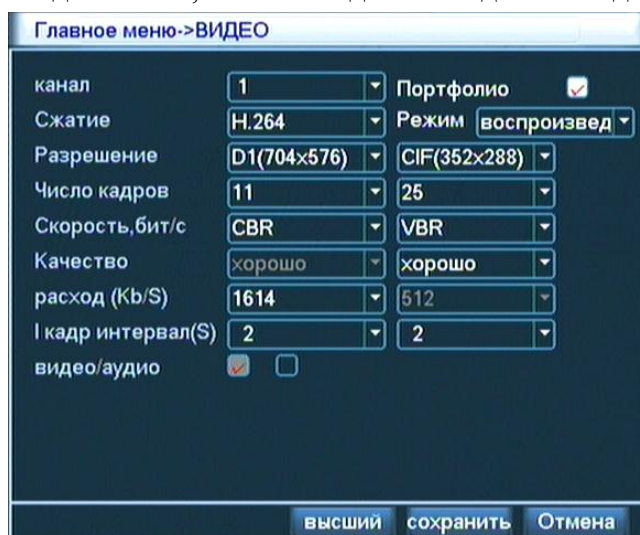 Главное меню->ВИДЕО
канал 1 Портфолио
Сжатие H.264 Режим воспроизвед
Разрешение D1(704x576) CIF(352x288)
Число кадров 11 25
Скорость,бит/с CBR VBR
Качество хорошо хорошо
расход (Kb/S) 1614 512
I кадр интервал(S) 2 2
видео/аудио
высший сохранить Отмена